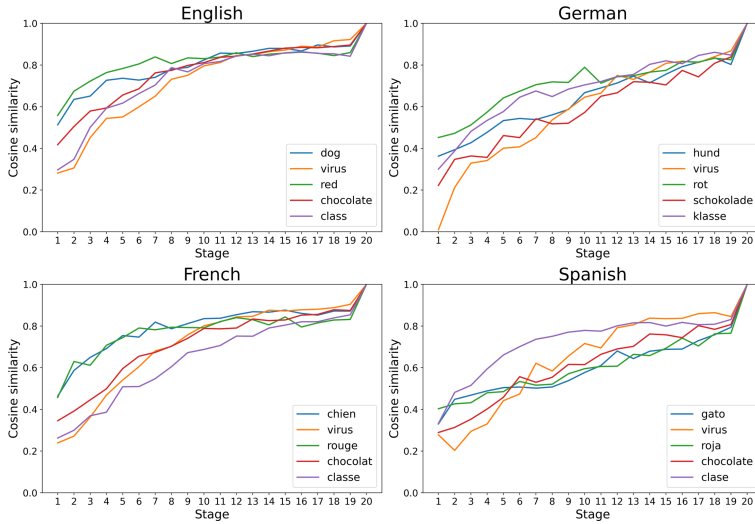 English
1.0
0.8
0.6
0.4
0.2
0.0
Cosine similarity
dog
virus
red
chocolate
class
1 2 3 4 5 6 7 8 9 10 11 12 13 14 15 16 17 18 19 20
Stage
German
1.0
0.8
0.6
0.4
0.2
0.0
Cosine similarity
hund
virus
rot
schokolade
klasse
1 2 3 4 5 6 7 8 9 10 11 12 13 14 15 16 17 18 19 20
Stage
French
1.0
0.8
0.6
0.4
0.2
0.0
Cosine similarity
chien
virus
rouge
chocolat
classe
1 2 3 4 5 6 7 8 9 10 11 12 13 14 15 16 17 18 19 20
Stage
Spanish
1.0
0.8
0.6
0.4
0.2
0.0
Cosine similarity
gato
virus
roja
chocolate
clase
1 2 3 4 5 6 7 8 9 10 11 12 13 14 15 16 17 18 19 20
Stage